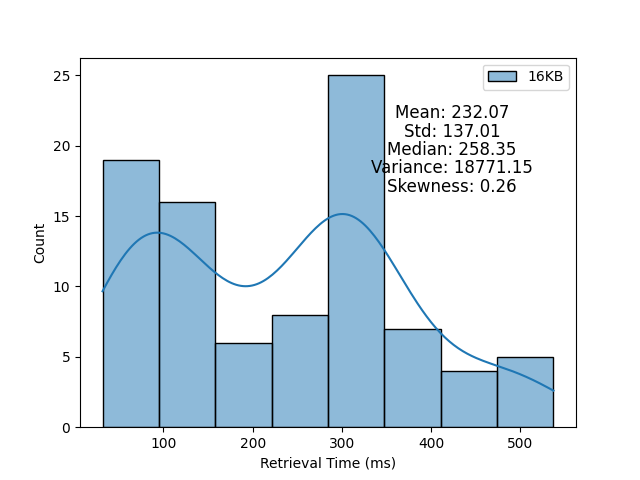 16KB
Mean: 232.07
Std: 137.01
Median: 258.35
Variance: 18771.15
Skewness: 0.26
25
20
15
10
5
0
Count
100 200 300 400 500
Retrieval Time (ms)